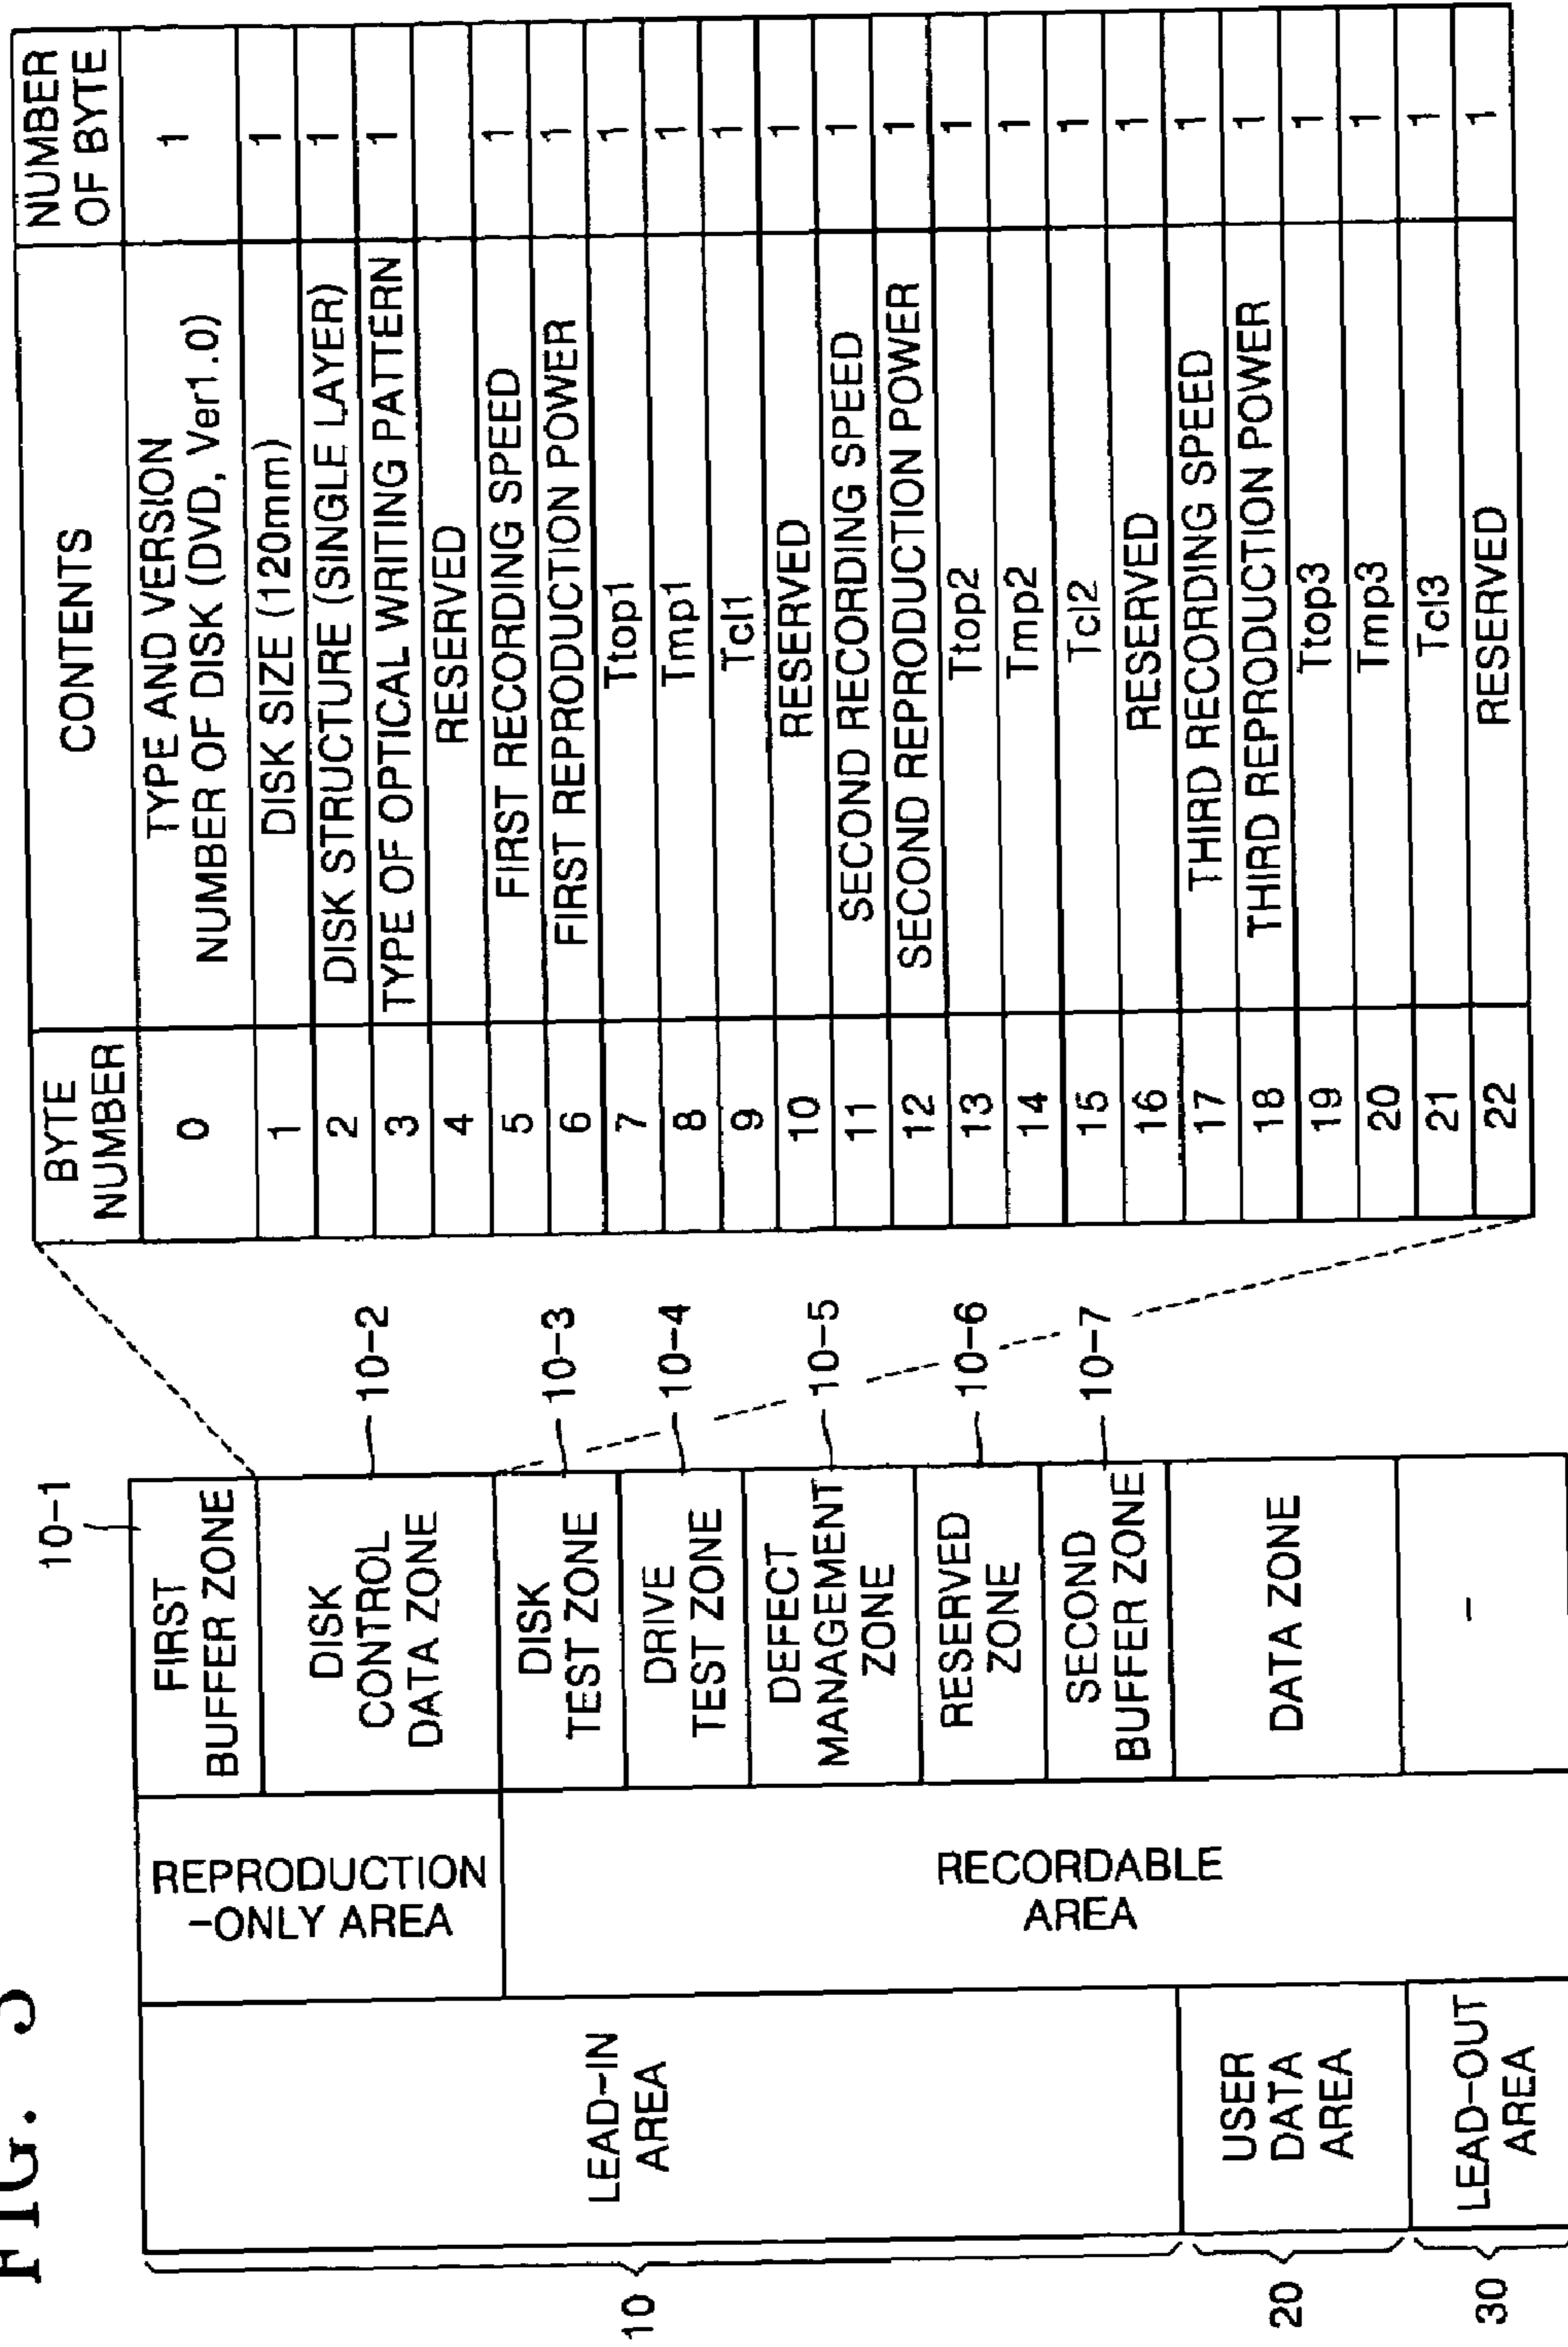 FIG.
10-1
FIRST
BUFFER ZONE
DISK
CONTROL
DATA ZONE
10-2
DISK
TEST ZONE
10-3
DRIVE
TEST ZONE
10-4
DEFECT
MANAGEMENT
ZONE
10-5
RESERVED
ZONE
10-6
SECOND
BUFFER ZONE
10-7
DATA ZONE
-
REPRODUCTION
-ONLY AREA
RECORDABLE
AREA
LEAD-IN
AREA
USER
DATA
AREA
LEAD-OUT
AREA
10
20
30
BYTE
NUMBER
CONTENTS
NUMBER
OF BYTE
0 TYPE AND VERSION
NUMBER OF DISK (DVD, Ver1.0) 1
1 DISK SIZE (120mm) 1
2 DISK STRUCTURE (SINGLE LAYER) 1
3 TYPE OF OPTICAL WRITING PATTERN 1
4 RESERVED
5 FIRST RECORDING SPEED 1
6 FIRST REPRODUCTION POWER 1
7 Ttop1 1
8 Tmp1 1
9 Tcl1 1
10 RESERVED 1
11 SECOND RECORDING SPEED 1
12 SECOND REPRODUCTION POWER 1
13 Ttop2 1
14 Tmp2 1
15 Tcl2 1
16 RESERVED 1
17 THIRD RECORDING SPEED 1
18 THIRD REPRODUCTION POWER 1
19 Ttop3 1
20 Tmp3 1
21 Tcl3 1
22 RESERVED 1